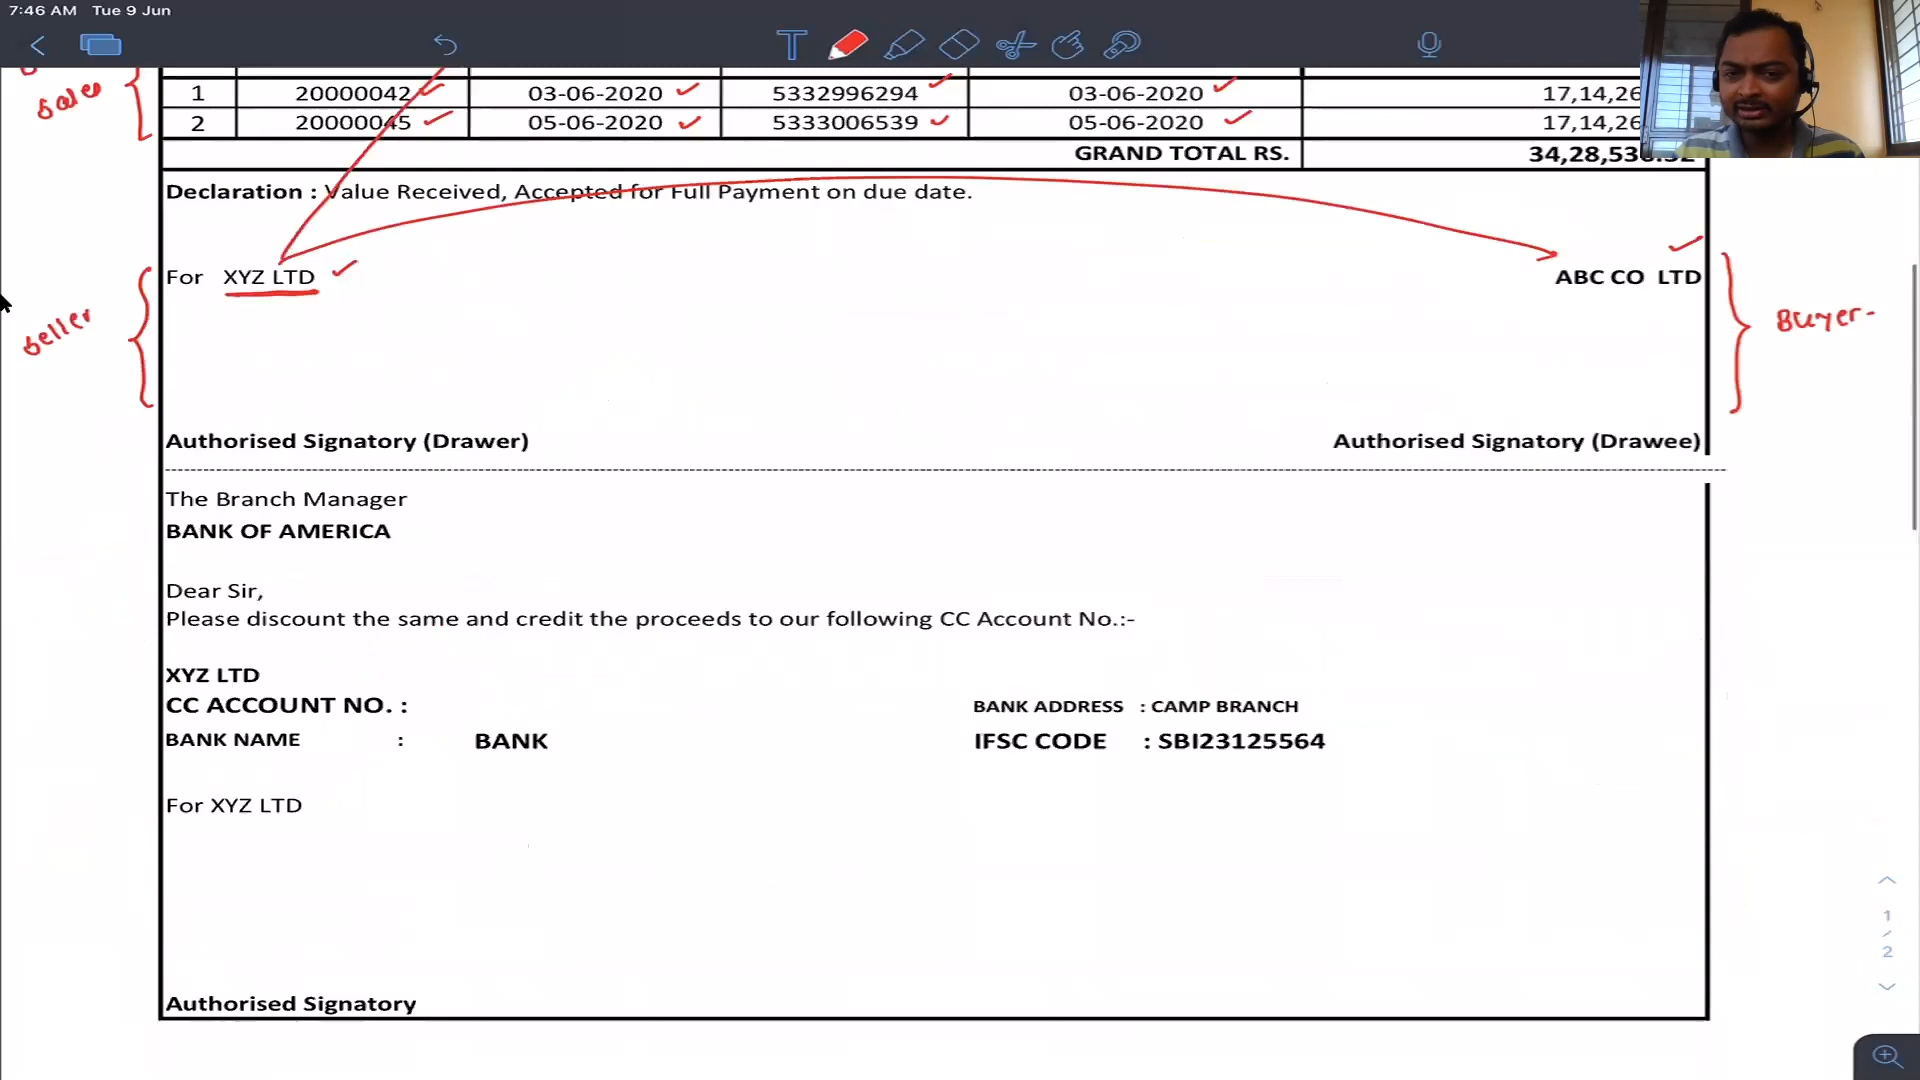 7:46 AM Tue 9 Jun
Sales
1 20000042 03-06-2020 5332996294 03-06-2020 17,14,26
2 20000045 05-06-2020 5333006539 05-06-2020 17,14,26
GRAND TOTAL RS. 34,28,53
Declaration : Value Received, Accepted for Full Payment on due date.
For XYZ LTD ABC CO LTD
Seller
Buyer-
Authorised Signatory (Drawer) Authorised Signatory (Drawee)
The Branch Manager
BANK OF AMERICA
Dear Sir,
Please discount the same and credit the proceeds to our following CC Account No.:-
XYZ LTD
CC ACCOUNT NO. : BANK ADDRESS : CAMP BRANCH
BANK NAME : BANK IFSC CODE : SBI23125564
For XYZ LTD
Authorised Signatory
1
/
2